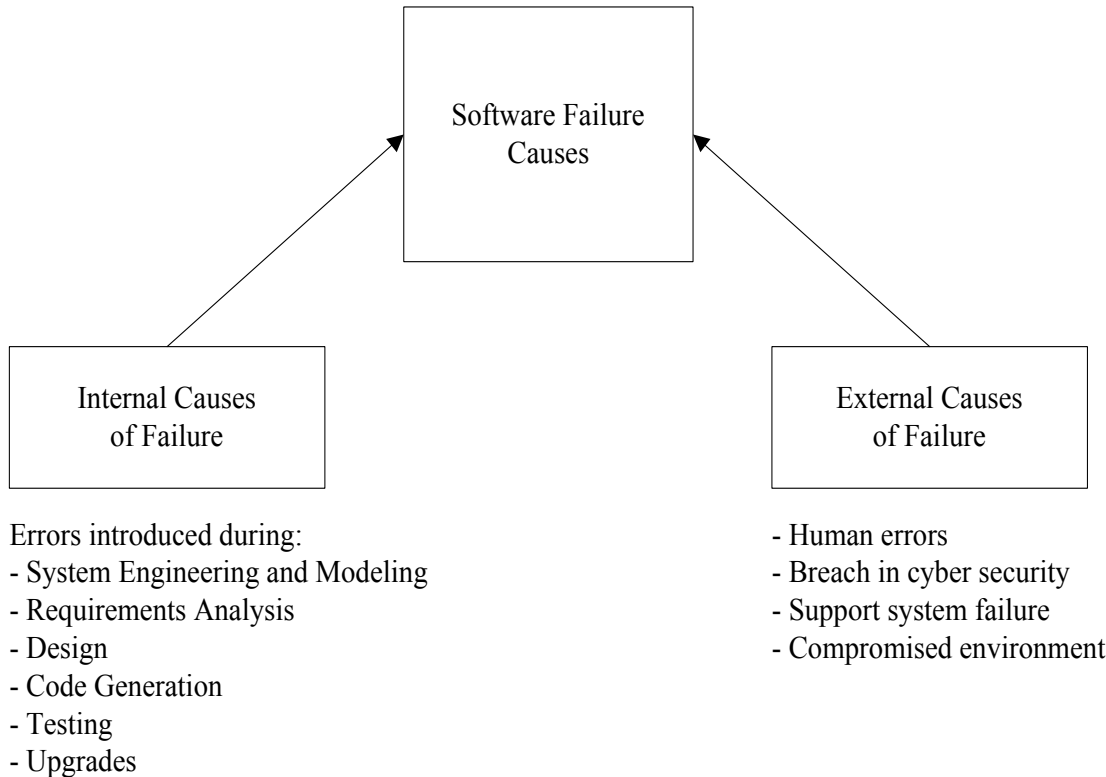 Software Failure
Causes
Internal Causes
of Failure
Errors introduced during:
- System Engineering and Modeling
- Requirements Analysis
- Design
- Code Generation
- Testing
- Upgrades
External Causes
of Failure
- Human errors
- Breach in cyber security
- Support system failure
- Compromised environment